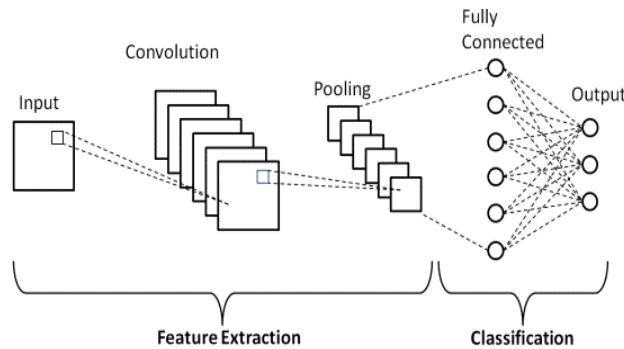 Fully
Connected
Convolution
Pooling
Input
Output
Feature Extraction
Classification